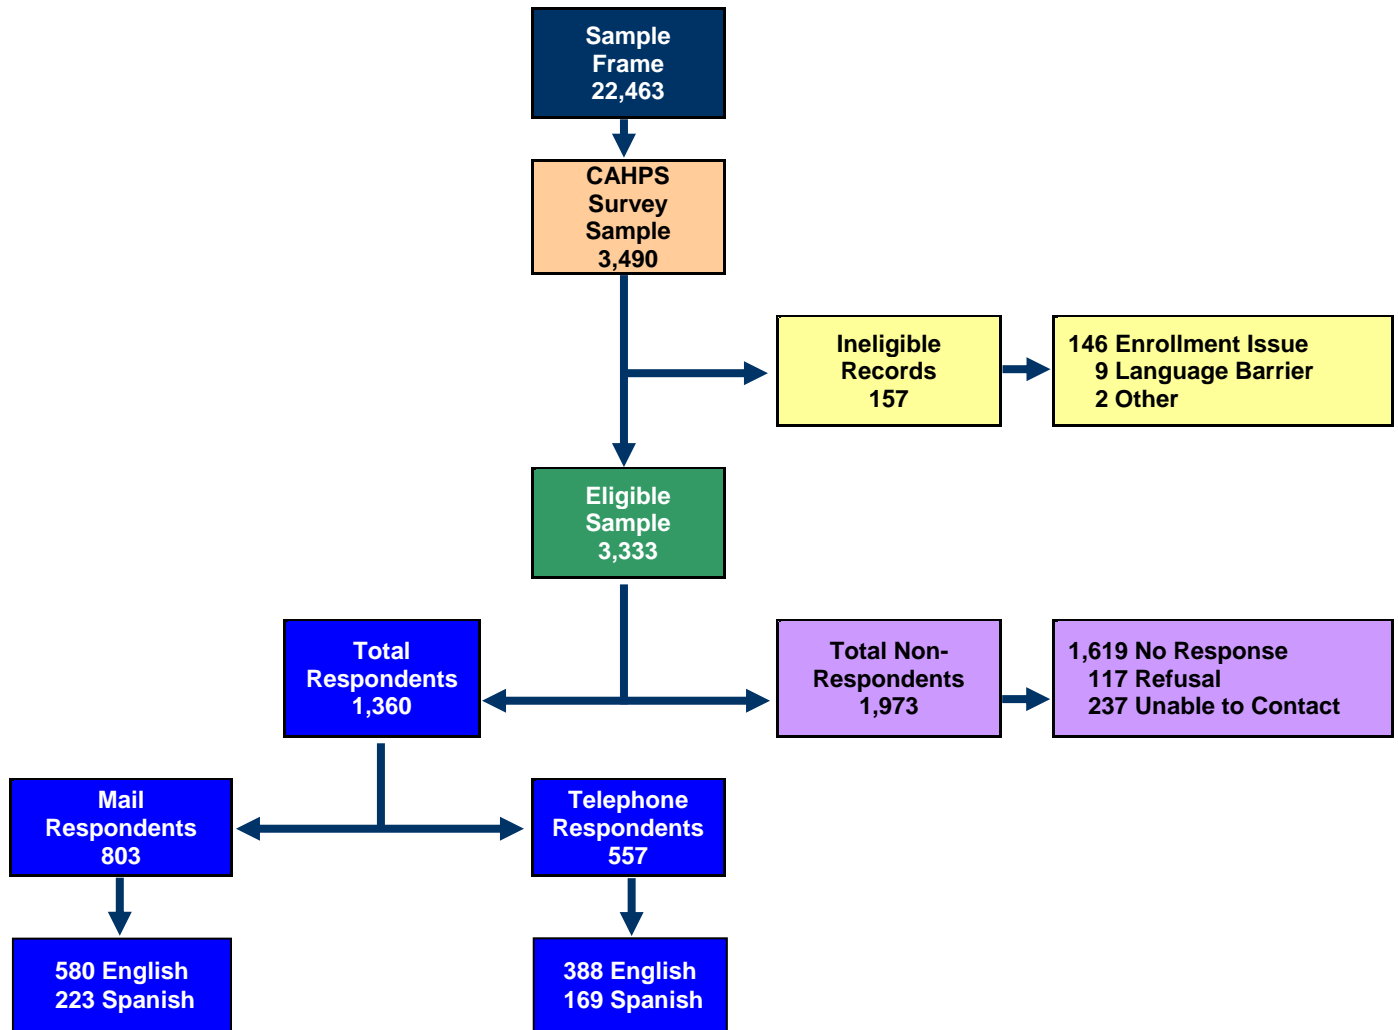 Sample
Frame
22,463
CAHPS
Survey
Sample
3,490
Ineligible
Records
157
146 Enrollment Issue
9 Language Barrier
2 Other
Eligible
Sample
3,333
Total
Respondents
1,360
Total Non-
Respondents
1,973
1,619 No Response
117 Refusal
237 Unable to Contact
Mail
Respondents
803
Telephone
Respondents
557
580 English
223 Spanish
388 English
169 Spanish